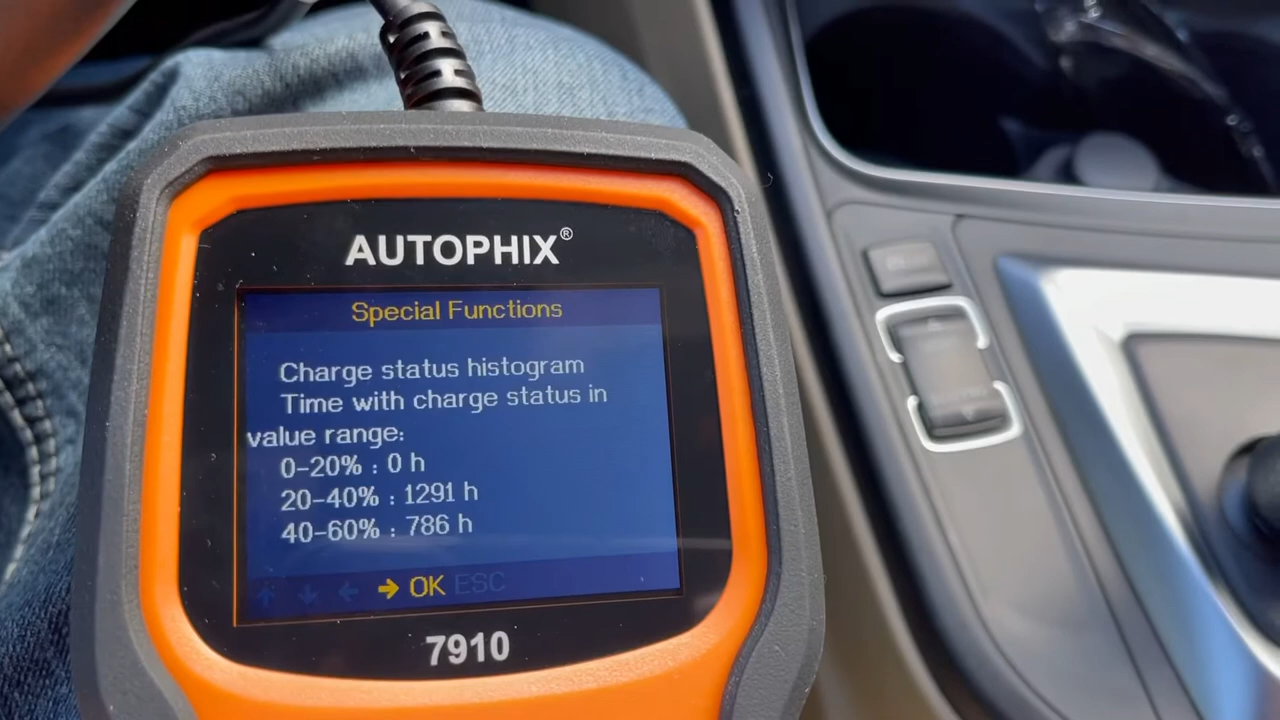 AUTOPHIX®
Special Functions
Charge status histogram
Time with charge status in
value range:
0-20% : 0 h
20-40% : 1291 h
40-60% : 786 h
OK ESC
7910